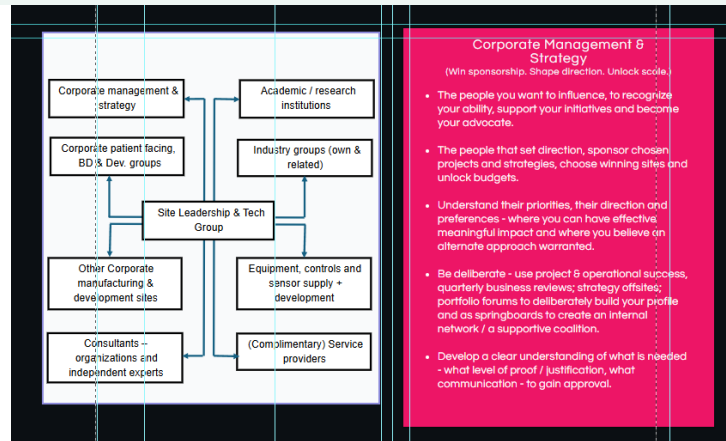 Corporate management &
strategy
Academic / research
institutions
Corporate patient facing,
BD & Dev. groups
Industry groups (own &
related)
Site Leadership & Tech
Group
Other Corporate
manufacturing &
development sites
Equipment, controls and
sensor supply +
development
Consultants –
organizations and
independent experts
(Complimentary) Service
providers
Corporate Management &
Strategy
(Win sponsorship. Shape direction. Unlock scale.)
• The people you want to influence, to recognize
your ability, support your initiatives and become
your advocate.
• The people that set direction, sponsor chosen
projects and strategies, choose winning sites and
unlock budgets.
• Understand their priorities, their direction and
preferences - where you can have effective,
meaningful impact and where you believe an
alternate approach warranted.
• Be deliberate - use project & operational success,
quarterly business reviews; strategy offsites;
portfolio forums to deliberately build your profile
and as springboards to create an internal
network / a supportive coalition.
• Develop a clear understanding of what is needed
- what level of proof / justification, what
communication - to gain approval.